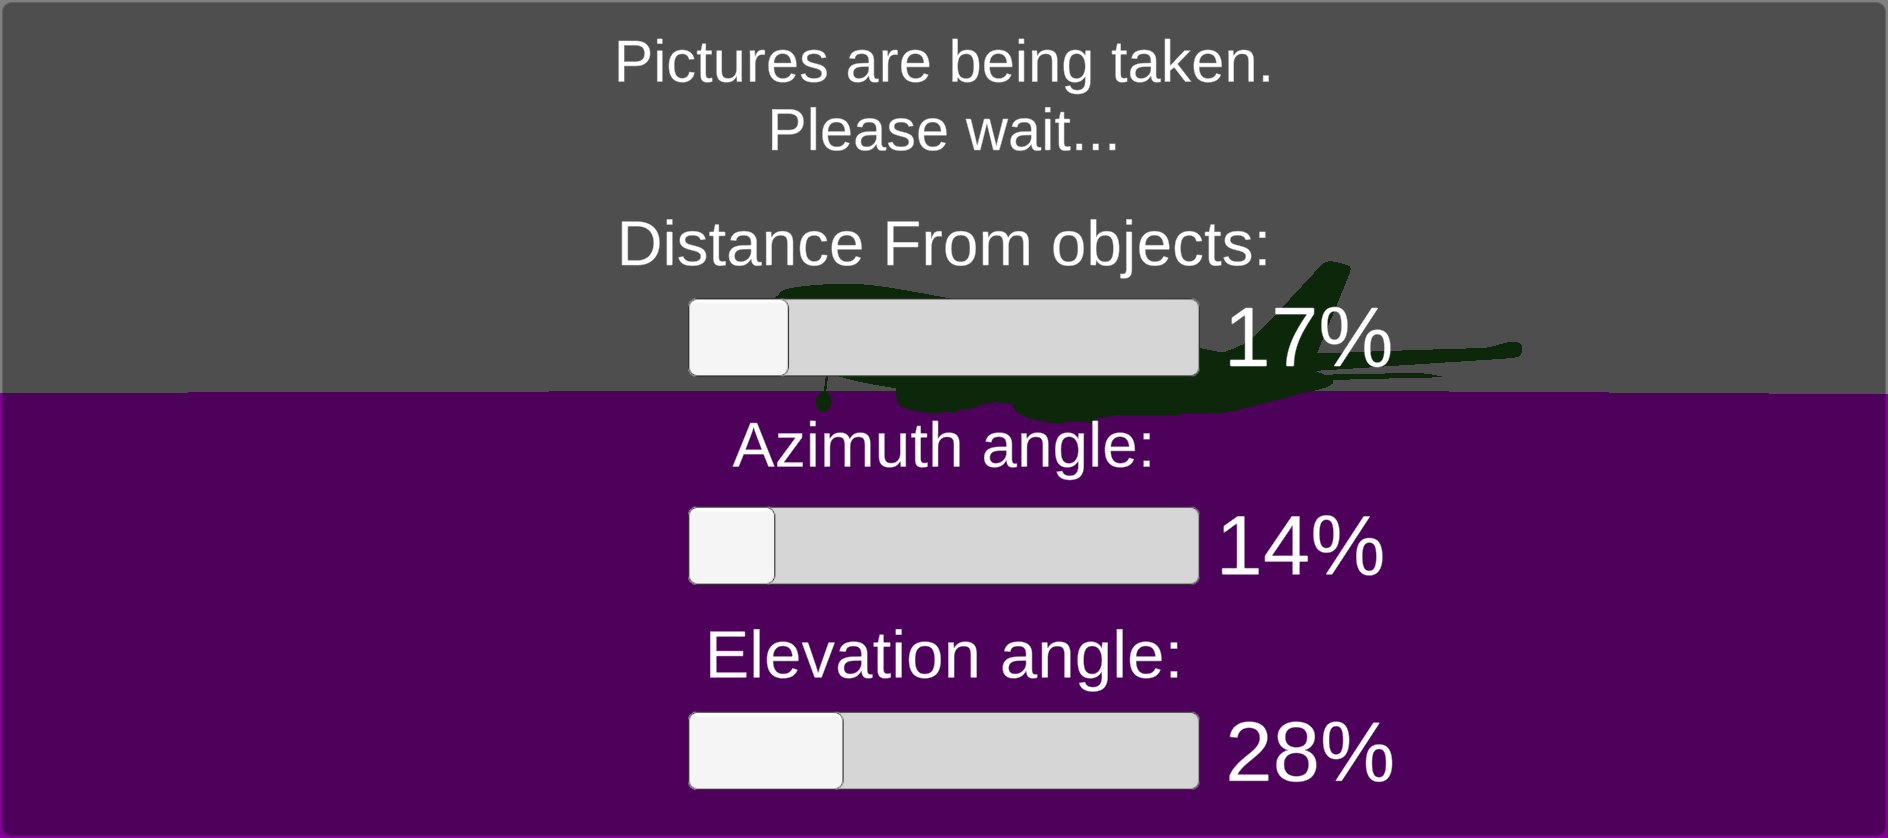 Pictures are being taken.
Please wait...
Distance From objects:
17%
Azimuth angle:
14%
Elevation angle:
28%